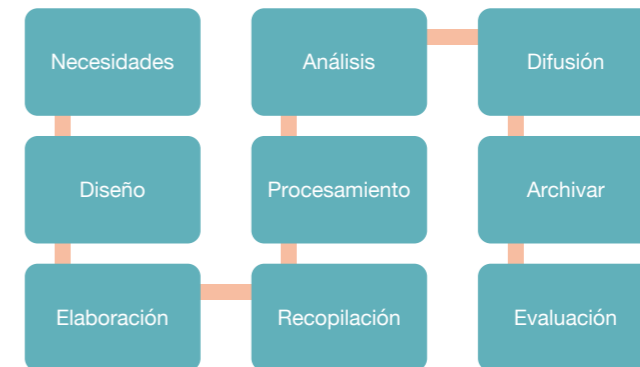 Necesidades
Diseño
Elaboración
Recopilación
Procesamiento
Análisis
Difusión
Archivar
Evaluación